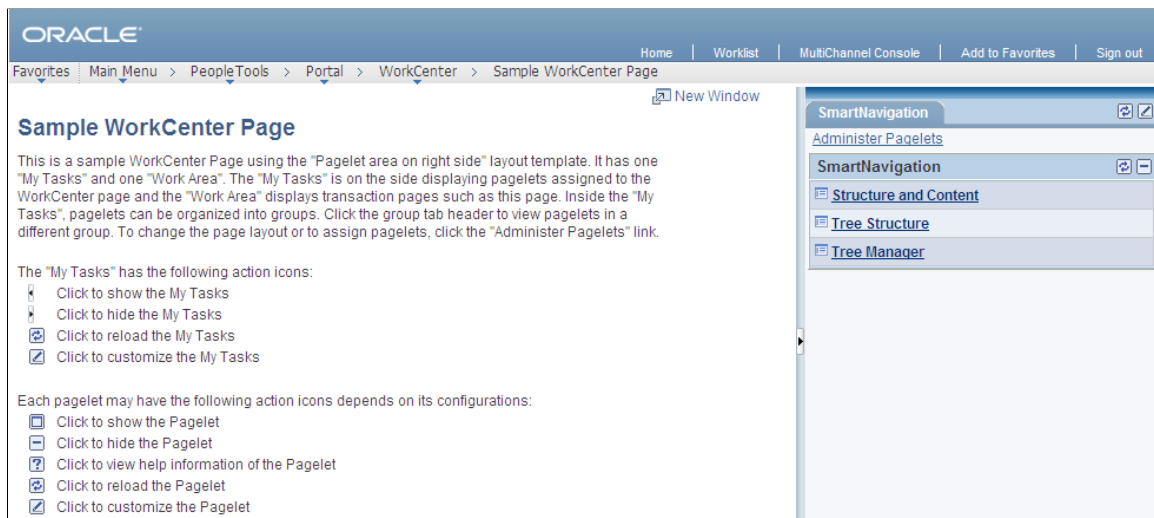 ORACLE
Home | Worklist | MultiChannel Console | Add to Favorites | Sign out
Favorites Main Menu > PeopleTools > Portal > WorkCenter > Sample WorkCenter Page
New Window
Sample WorkCenter Page
This is a sample WorkCenter Page using the "Pagelet area on right side" layout template. It has one
"My Tasks" and one "Work Area". The "My Tasks" is on the side displaying pagelets assigned to the
WorkCenter page and the "Work Area" displays transaction pages such as this page. Inside the "My
Tasks", pagelets can be organized into groups. Click the group tab header to view pagelets in a
different group. To change the page layout or to assign pagelets, click the "Administer Pagelets" link.
The "My Tasks" has the following action icons:
Click to show the My Tasks
Click to hide the My Tasks
Click to reload the My Tasks
Click to customize the My Tasks
Each pagelet may have the following action icons depends on its configurations:
Click to show the Pagelet
Click to hide the Pagelet
? Click to view help information of the Pagelet
Click to reload the Pagelet
Click to customize the Pagelet
SmartNavigation
Administer Pagelets
SmartNavigation
Structure and Content
Tree Structure
Tree Manager